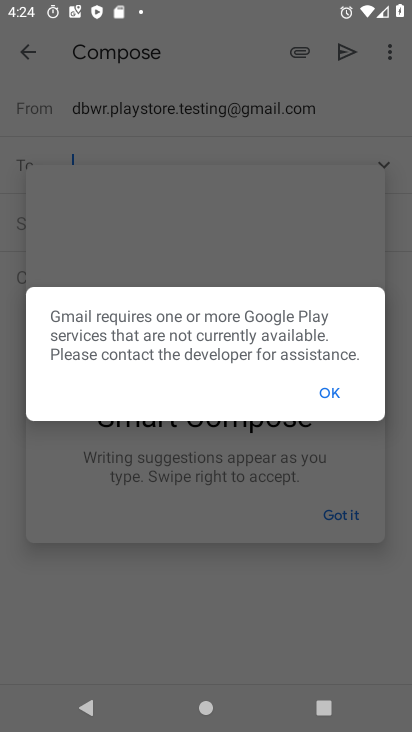 4:24
Compose
From dbwr.playstore.testing@gmail.com
To
S
C
Gmail requires one or more Google Play
services that are not currently available.
Please contact the developer for assistance.
OK
Smart Compose
Writing suggestions appear as you
type. Swipe right to accept.
Got it